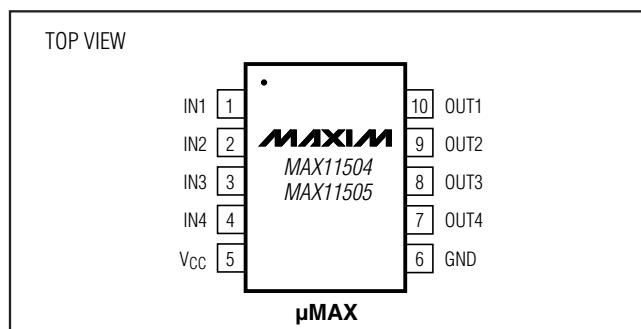 TOP VIEW
IN1 1 10 OUT1
MAXIM
IN2 2 9 OUT2
MAX11504
IN3 3 8 OUT3
MAX11505
IN4 4 7 OUT4
VCC 5 6 GND
µMAX